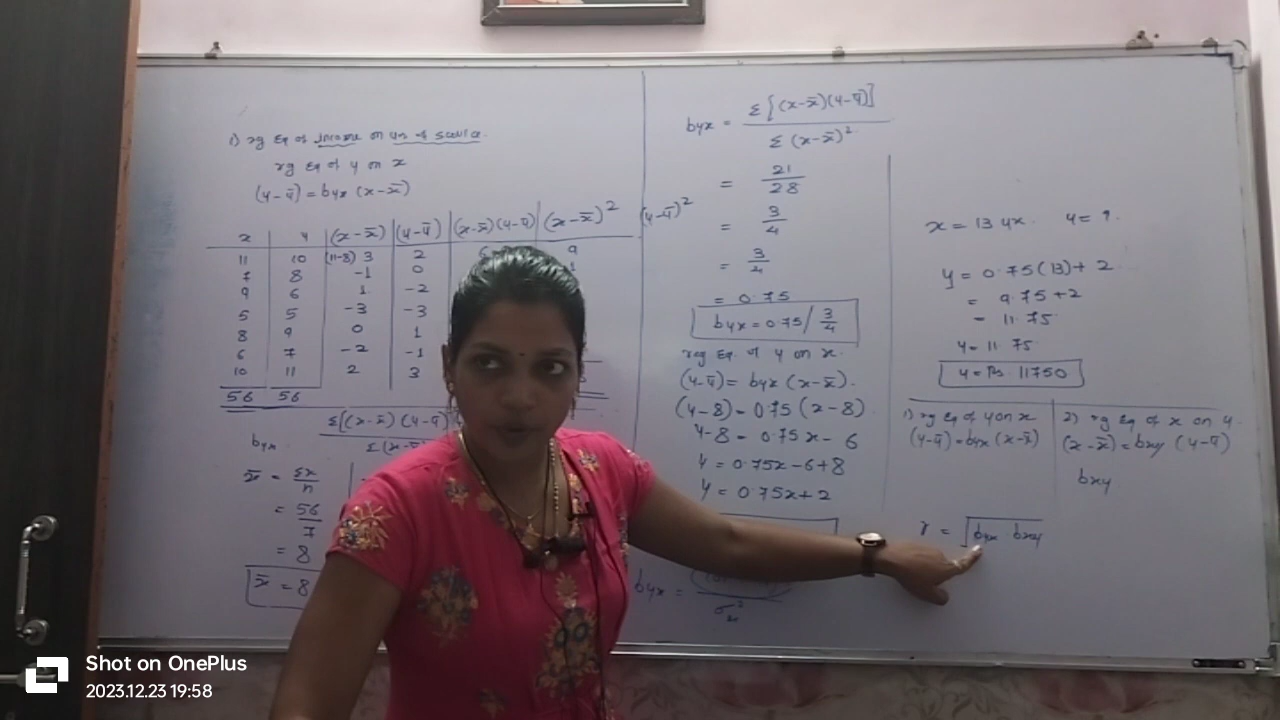 1) rg Eq of Income on yrs of service.
rg Eq of y on x
(y-ȳ) = byx (x-x̄)
x y (x-x̄) (y-ȳ) (x-x̄)(y-ȳ) (x-x̄)² (y-ȳ)²
11 10 (11-8) 3 2 6 9
7 8 -1 0
9 6 1 -2
5 5 -3 -3
8 9 0 1
6 7 -2 -1
10 11 2 3
56 56
byx Σ[(x-x̄)(y-ȳ)
Σ(x-
x̄ = Σx/n
= 56/7
= 8
x̄ = 8
byx = Σ[(x-x̄)(y-ȳ)] / Σ(x-x̄)²
= 21/28
= 3/4
= 3/4
= 0.75
byx = 0.75 / 3/4
reg Eq. of y on x.
(y-ȳ) = byx (x-x̄).
(y-8) = 0.75 (x-8)
y-8 = 0.75x - 6
y = 0.75x-6+8
y = 0.75x+2
byx =
σx²
x = 13 yx. y = ?
y = 0.75(13) + 2
= 9.75+2
= 11.75
y = 11.75
y = Rs. 11750
1) rg Eq of y on x
(y-ȳ) = byx (x-x̄)
2) rg Eq of x on y.
(x-x̄) = bxy (y-ȳ)
bxy
r = √byx bxy
Shot on OnePlus
2023.12.23 19:58